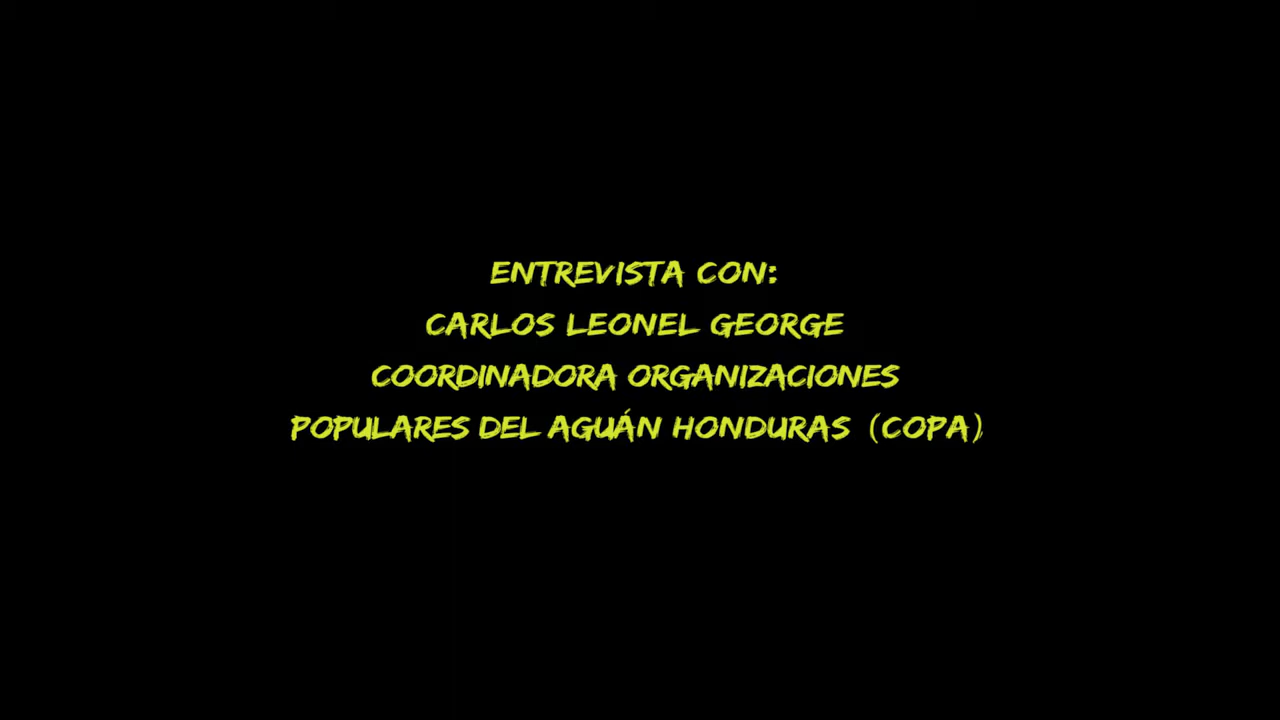 ENTREVISTA CON:
CARLOS LEONEL GEORGE
COORDINADORA ORGANIZACIONES
POPULARES DEL AGUÁN HONDURAS (COPA)